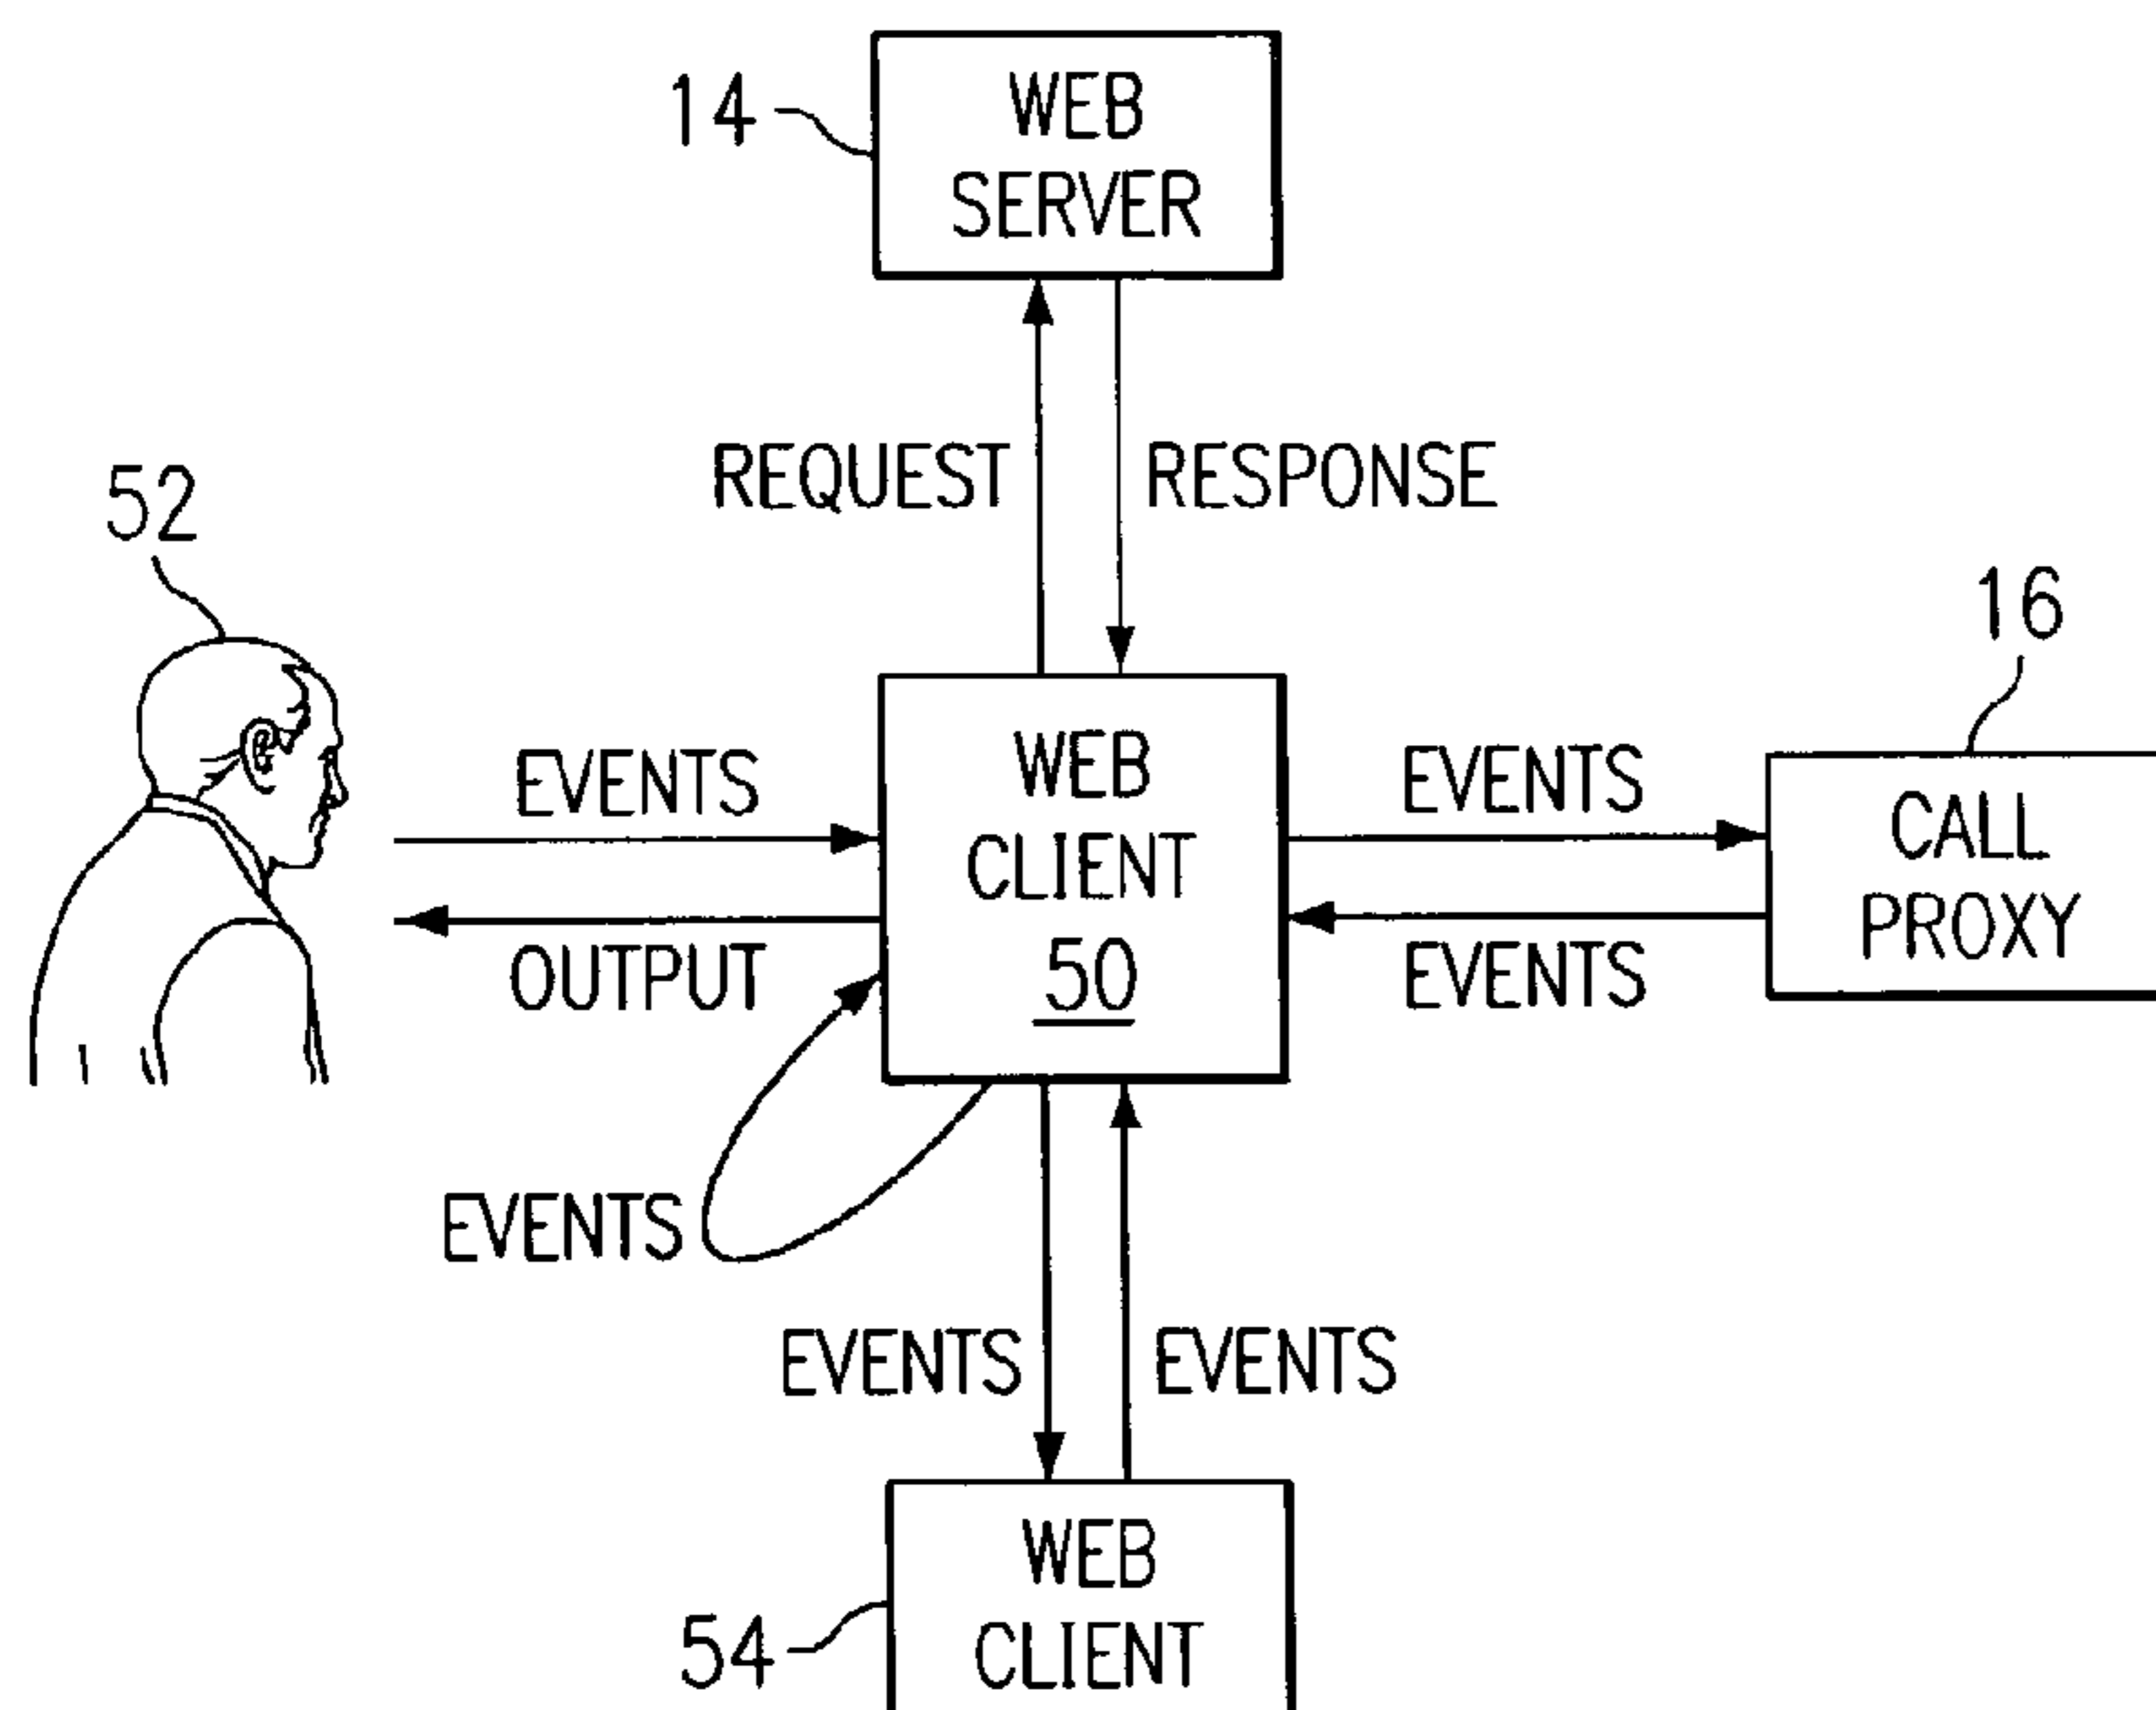 14
WEB
SERVER
REQUEST
RESPONSE
52
16
EVENTS
WEB
CLIENT
50
EVENTS
CALL
PROXY
OUTPUT
EVENTS
EVENTS
EVENTS
EVENTS
WEB
CLIENT
54